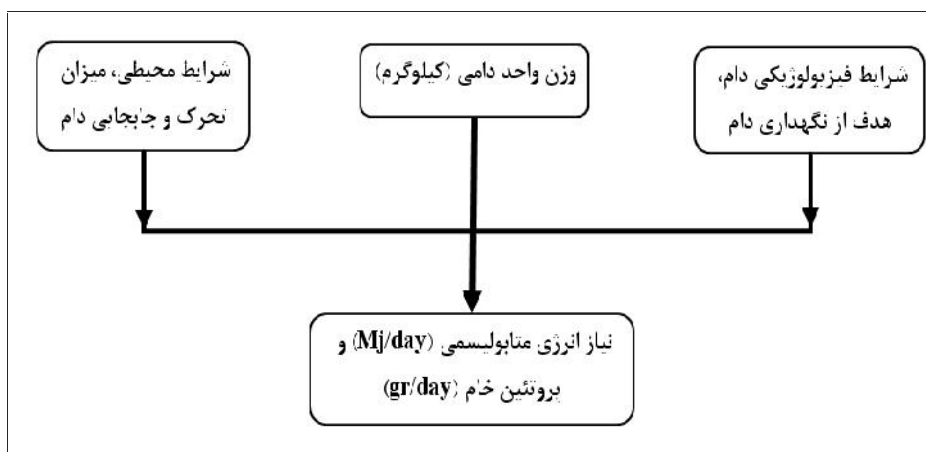 شرایط فیزیولوژیکی دام،
هدف از نگهداری دام
وزن واحد دامی (کیلوگرم)
شرایط محیطی، میزان
تحرک و جابجایی دام
نیاز انرژی متابولیسمی (Mj/day) و
پروتئین خام (gr/day)